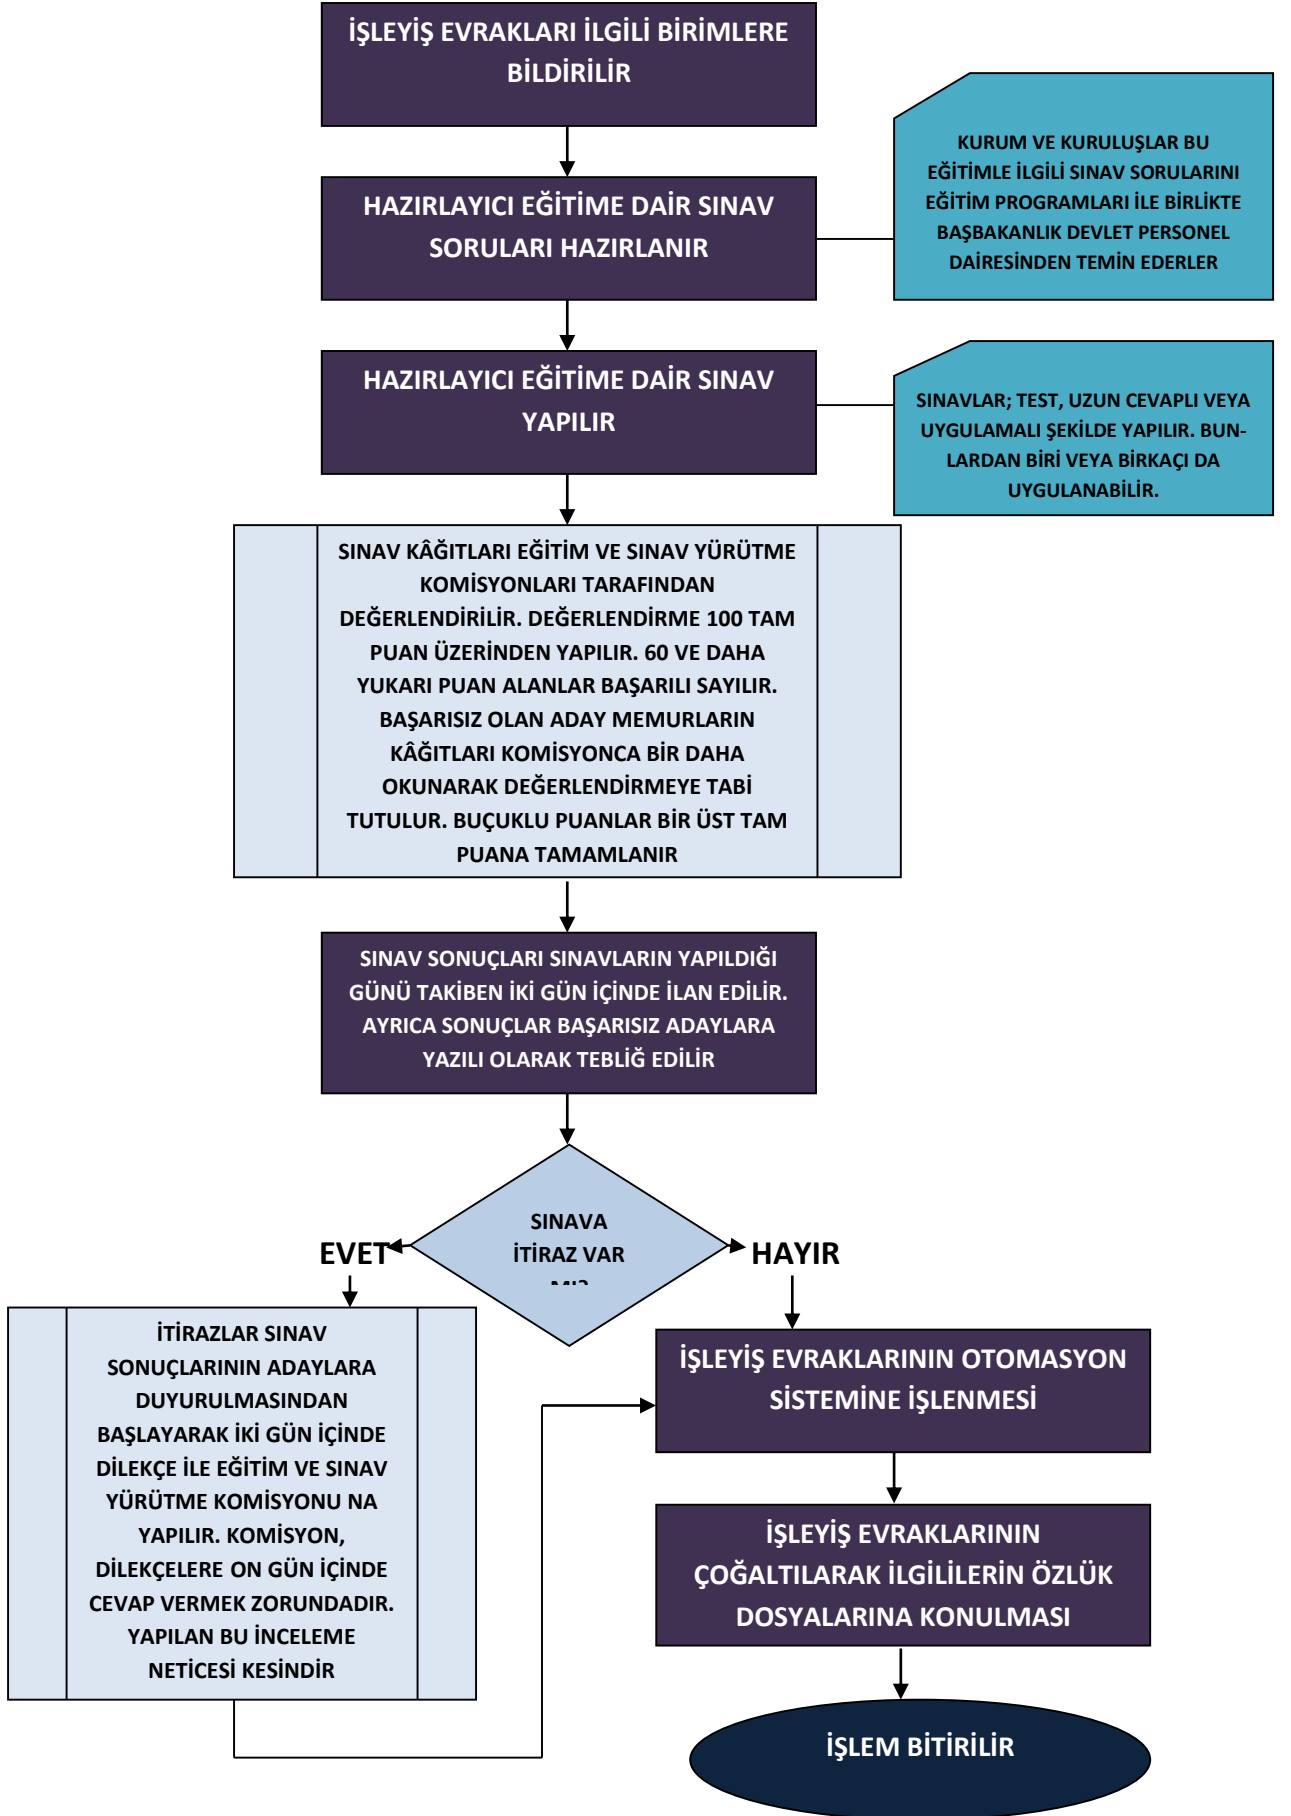 İŞLEYİŞ EVRAKLARI İLGİLİ BİRİMLERE
BİLDİRİLİR
HAZIRLAYICI EĞİTİME DAİR SINAV
SORULARI HAZIRLANIR
KURUM VE KURULUŞLAR BU
EĞİTİMLE İLGİLİ SINAV SORULARINI
EĞİTİM PROGRAMLARI İLE BİRLİKTE
BAŞBAKANLIK DEVLET PERSONEL
DAİRESİNDEN TEMİN EDERLER
HAZIRLAYICI EĞİTİME DAİR SINAV
YAPILIR
SINAVLAR; TEST, UZUN CEVAPLI VEYA
UYGULAMALI ŞEKİLDE YAPILIR. BUN-
LARDAN BİRİ VEYA BİRKAÇI DA
UYGULANABİLİR.
SINAV KÂĞITLARI EĞİTİM VE SINAV YÜRÜTME
KOMİSYONLARI TARAFINDAN
DEĞERLENDİRİLİR. DEĞERLENDİRME 100 TAM
PUAN ÜZERİNDEN YAPILIR. 60 VE DAHA
YUKARI PUAN ALANLAR BAŞARILI SAYILIR.
BAŞARISIZ OLAN ADAY MEMURLARIN
KÂĞITLARI KOMİSYONCA BİR DAHA
OKUNARAK DEĞERLENDİRMEYE TABİ
TUTULUR. BUÇUKLU PUANLAR BİR ÜST TAM
PUANA TAMAMLANIR
SINAV SONUÇLARI SINAVLARIN YAPILDIĞI
GÜNÜ TAKİBEN İKİ GÜN İÇİNDE İLAN EDİLİR.
AYRICA SONUÇLAR BAŞARISIZ ADAYLARA
YAZILI OLARAK TEBLİĞ EDİLİR
SINAVA
İTİRAZ VAR
MI?
EVET
HAYIR
İTİRAZLAR SINAV
SONUÇLARININ ADAYLARA
DUYURULMASINDAN
BAŞLAYARAK İKİ GÜN İÇİNDE
DİLEKÇE İLE EĞİTİM VE SINAV
YÜRÜTME KOMİSYONU NA
YAPILIR. KOMİSYON,
DİLEKÇELERE ON GÜN İÇİNDE
CEVAP VERMEK ZORUNDADIR.
YAPILAN BU İNCELEME
NETİCESİ KESİNDİR
İŞLEYİŞ EVRAKLARININ OTOMASYON
SİSTEMİNE İŞLENMESİ
İŞLEYİŞ EVRAKLARININ
ÇOĞALTILARAK İLGİLİLERİN ÖZLÜK
DOSYALARINA KONULMASI
İŞLEM BİTİRİLİR